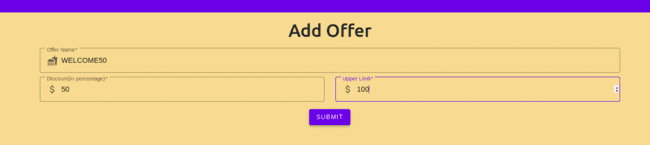 Add Offer
Offer Name*
WELCOME50
Discount(in percentage)*
$ 50
Upper Limit*
$ 100
SUBMIT